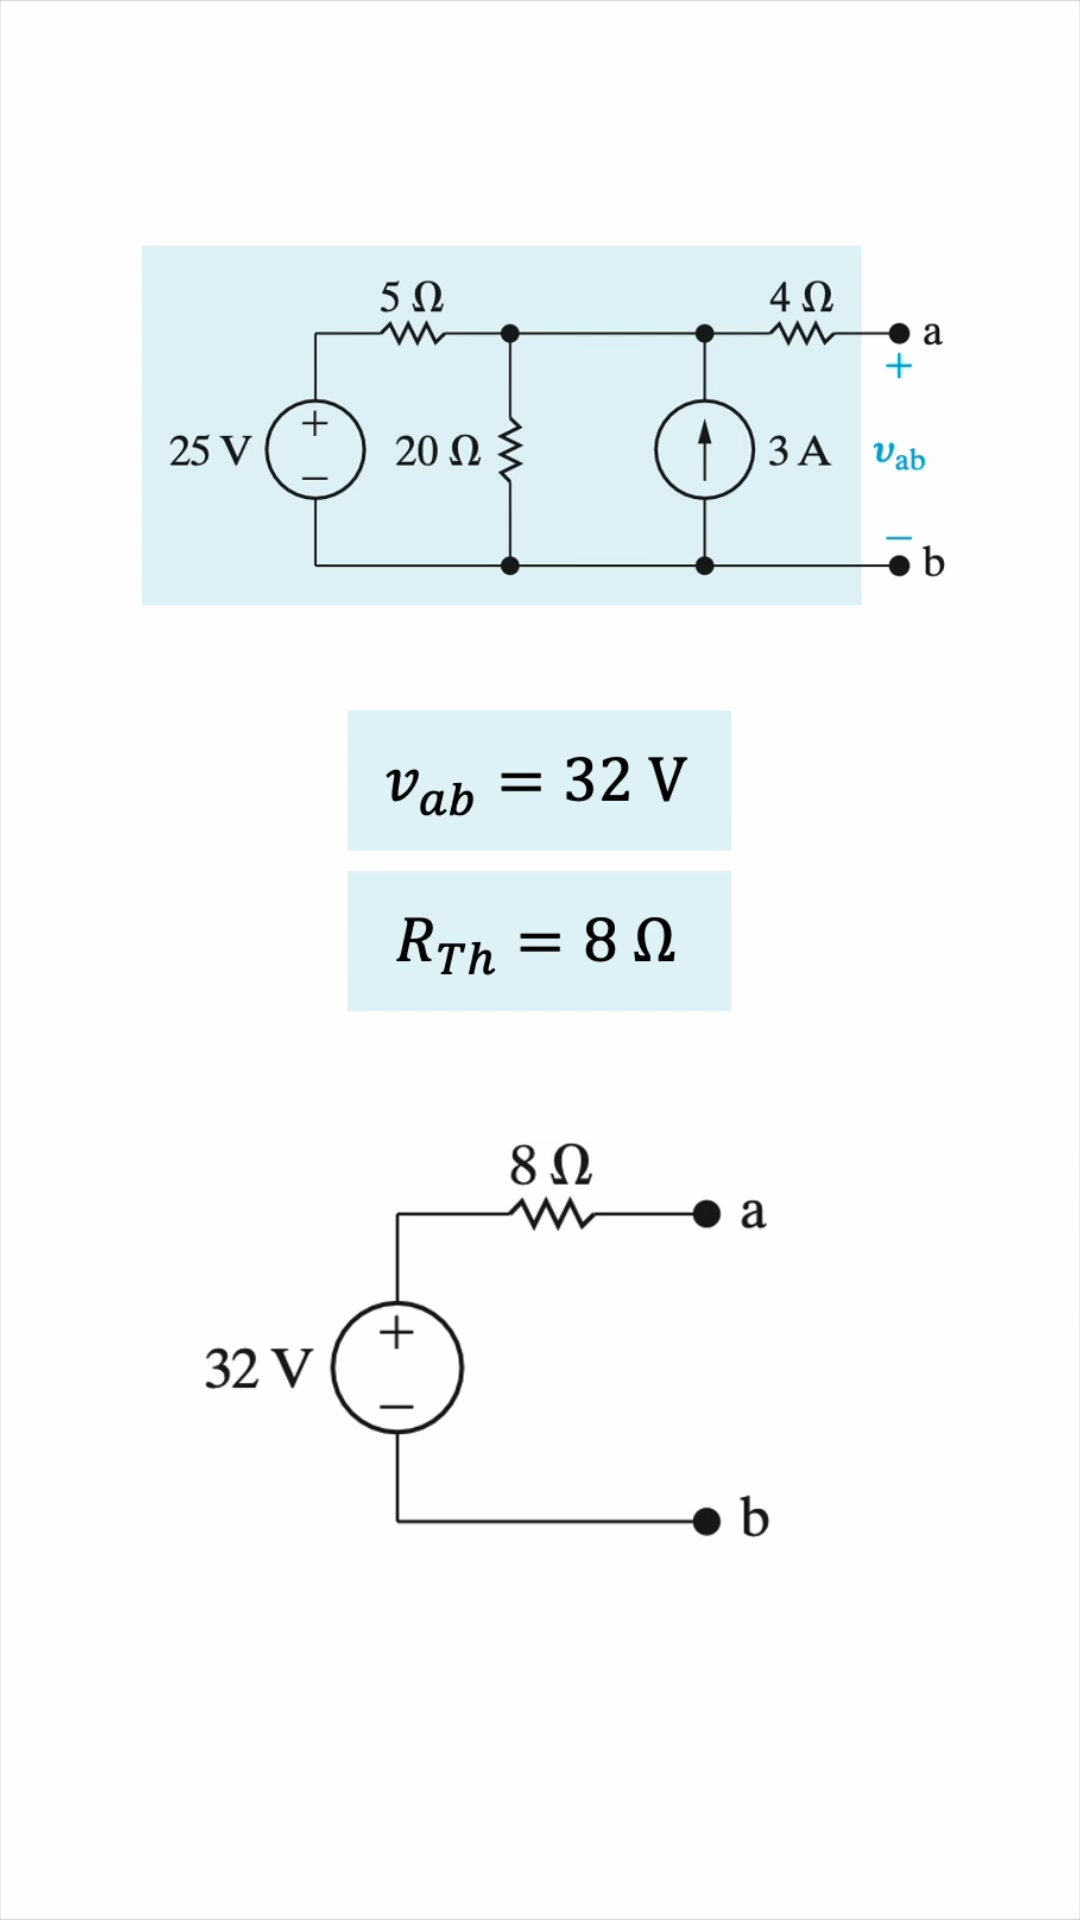 5 Ω 4 Ω
a
+
25 V + − 20 Ω 3 A v_ab
−
b
v_ab = 32 V
R_Th = 8 Ω
8 Ω
a
+
32 V
−
b